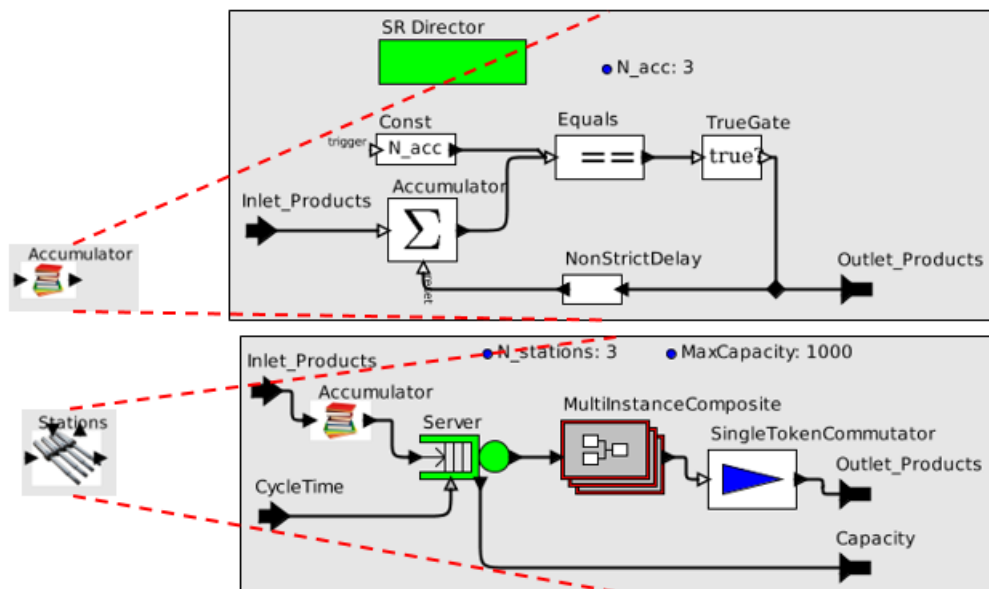 SR Director
N_acc: 3
Const
trigger
N_acc
Equals
==
TrueGate
true?
Accumulator
Inlet_Products
Σ
reset
NonStrictDelay
Outlet_Products
Accumulator
N_stations: 3
MaxCapacity: 1000
Inlet_Products
Accumulator
Server
MultiInstanceComposite
SingleTokenCommutator
Outlet_Products
Stations
CycleTime
Capacity